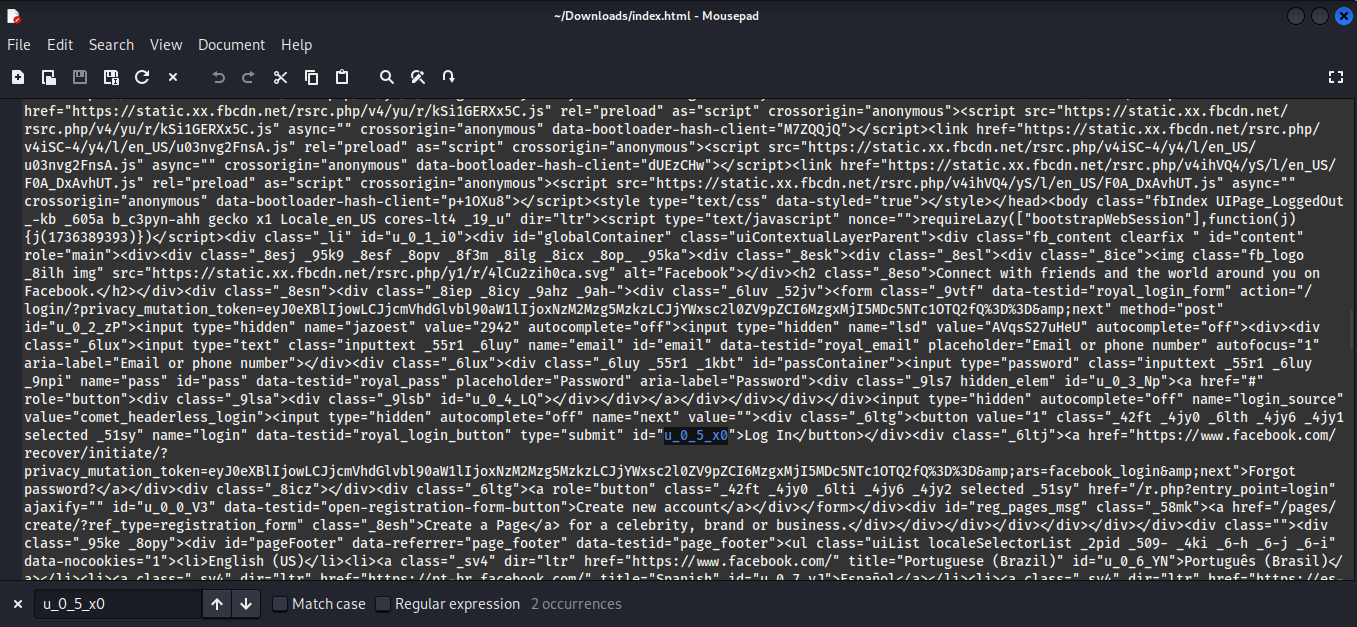 ~/Downloads/index.html - Mousepad
File Edit Search View Document Help
href="https://static.xx.fbcdn.net/rsrc.php/v4/yu/r/kSi1GERXx5C.js" rel="preload" as="script" crossorigin="anonymous"><script src="https://static.xx.fbcdn.net/
rsrc.php/v4/yu/r/kSi1GERXx5C.js" async="" crossorigin="anonymous" data-bootloader-hash-client="M7ZQQjQ"></script><link href="https://static.xx.fbcdn.net/rsrc.php/
v4iSC-4/y4/l/en_US/u03nvg2FnsA.js" rel="preload" as="script" crossorigin="anonymous"><script src="https://static.xx.fbcdn.net/rsrc.php/v4iSC-4/y4/l/en_US/
u03nvg2FnsA.js" async="" crossorigin="anonymous" data-bootloader-hash-client="dUEzCHw"></script><link href="https://static.xx.fbcdn.net/rsrc.php/v4ihVQ4/yS/l/en_US/
F0A_DxAvhUT.js" rel="preload" as="script" crossorigin="anonymous"><script src="https://static.xx.fbcdn.net/rsrc.php/v4ihVQ4/yS/l/en_US/F0A_DxAvhUT.js" async=""
crossorigin="anonymous" data-bootloader-hash-client="p+1OXu8"></script><style type="text/css" data-styled="true"></style></head><body class="fbIndex UIPage_LoggedOut
_-kb _605a b_c3pyn-ahh gecko x1 Locale_en_US cores-lt4 _19_u" dir="ltr"><script type="text/javascript" nonce="">requireLazy(["bootstrapWebSession"],function(j)
{j(1736389393)})</script><div class="_li" id="u_0_1_i0"><div id="globalContainer" class="uiContextualLayerParent"><div class="fb_content clearfix " id="content"
role="main"><div><div class="_8esj _95k9 _8esf _8opv _8f3m _8ilg _8icx _8op_ _95ka"><div class="_8esk"><div class="_8esl"><div class="_8ice"><img class="fb_logo
_8ilh img" src="https://static.xx.fbcdn.net/rsrc.php/y1/r/4lCu2zih0ca.svg" alt="Facebook"></div><h2 class="_8eso">Connect with friends and the world around you on
Facebook.</h2></div><div class="_8esn"><div class="_8iep _8icy _9ahz _9ah-"><div class="_6luv _52jv"><form class="_9vtf" data-testid="royal_login_form" action="/
login/?privacy_mutation_token=eyJ0eXBlIjowLCJjcmVhdGlvbl90aW1lIjoxNzM2Mzg5MzkzLCJjYWxsc2l0ZV9pZCI6MzgxMjI5MDc5NTc1OTQ2fQ%3D%3D&amp;next" method="post"
id="u_0_2_zP"><input type="hidden" name="jazoest" value="2942" autocomplete="off"><input type="hidden" name="lsd" value="AVqsS27uHeU" autocomplete="off"><div><div
class="_6lux"><input type="text" class="inputtext _55r1 _6luy" name="email" id="email" data-testid="royal_email" placeholder="Email or phone number" autofocus="1"
aria-label="Email or phone number"></div><div class="_6lux"><div class="_6luy _55r1 _1kbt" id="passContainer"><input type="password" class="inputtext _55r1 _6luy
_9npi" name="pass" id="pass" data-testid="royal_pass" placeholder="Password" aria-label="Password"><div class="_9ls7 hidden_elem" id="u_0_3_Np"><a href="#"
role="button"><div class="_9lsa"><div class="_9lsb" id="u_0_4_LQ"></div></div></a></div></div></div></div><input type="hidden" autocomplete="off" name="login_source"
value="comet_headerless_login"><input type="hidden" autocomplete="off" name="next" value=""><div class="_6ltg"><button value="1" class="_42ft _4jy0 _6lth _4jy6 _4jy1
selected _51sy" name="login" data-testid="royal_login_button" type="submit" id="u_0_5_x0">Log In</button></div><div class="_6ltj"><a href="https://www.facebook.com/
recover/initiate/?
privacy_mutation_token=eyJ0eXBlIjowLCJjcmVhdGlvbl90aW1lIjoxNzM2Mzg5MzkzLCJjYWxsc2l0ZV9pZCI6MzgxMjI5MDc5NTc1OTQ2fQ%3D%3D&amp;ars=facebook_login&amp;next">Forgot
password?</a></div><div class="_8icz"></div><div class="_6ltg"><a role="button" class="_42ft _4jy0 _6lti _4jy6 _4jy2 selected _51sy" href="/r.php?entry_point=login"
ajaxify="" id="u_0_0_V3" data-testid="open-registration-form-button">Create new account</a></div></form></div><div id="reg_pages_msg" class="_58mk"><a href="/pages/
create/?ref_type=registration_form" class="_8esh">Create a Page</a> for a celebrity, brand or business.</div></div></div></div></div></div><div class=""><div
class="_95ke _8opy"><div id="pageFooter" data-referrer="page_footer" data-testid="page_footer"><ul class="uiList localeSelectorList _2pid _509- _4ki _6-h _6-j _6-i"
data-nocookies="1"><li>English (US)</li><li><a class="_sv4" dir="ltr" href="https://www.facebook.com/" title="Portuguese (Brazil)" id="u_0_6_YN">Português (Brasil)</
a></li><li><a class="_sv4" dir="ltr" href="https://pt-br.facebook.com/" title="Spanish" id="u_0_7_vJ">Español</a></li><li><a class="_sv4" dir="ltr" href="https://es-
u_0_5_x0 Match case Regular expression 2 occurrences